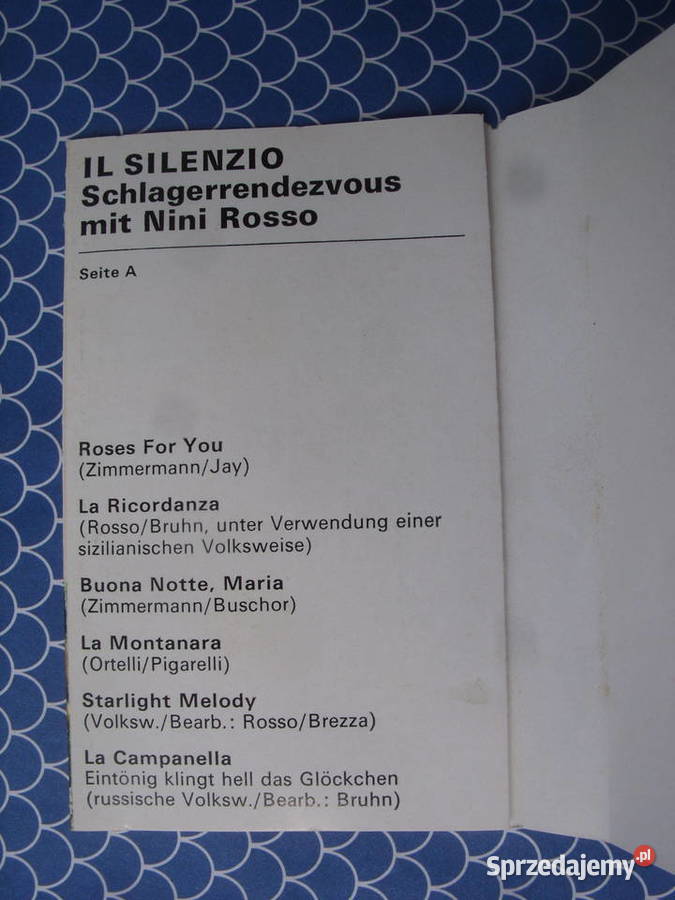 IL SILENZIO
Schlagerrendezvous
mit Nini Rosso
Seite A
Roses For You
(Zimmermann/Jay)
La Ricordanza
(Rosso/Bruhn, unter Verwendung einer
sizilianischen Volksweise)
Buona Notte, Maria
(Zimmermann/Buschor)
La Montanara
(Ortelli/Pigarelli)
Starlight Melody
(Volksw./Bearb.: Rosso/Brezza)
La Campanella
Eintönig klingt hell das Glöckchen
(russische Volksw./Bearb.: Bruhn)
Sprzedajemy.pl